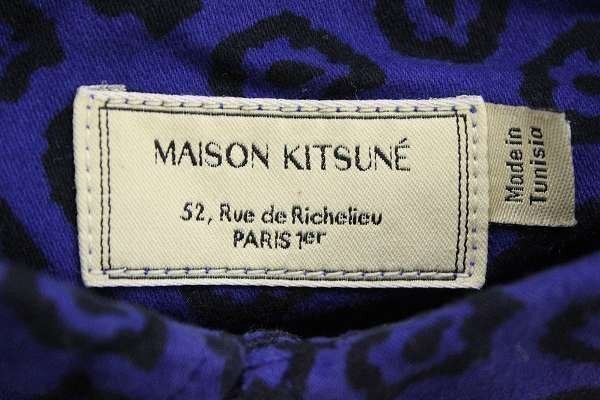 MAISON KITSUNÉ
52, Rue de Richelieu
PARIS 1er
Made in
Tunisia